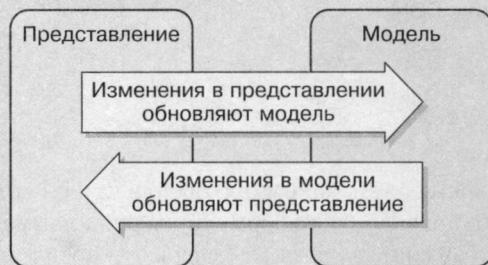 Представление
Модель
Изменения в представлении
обновляют модель
Изменения в модели
обновляют представление